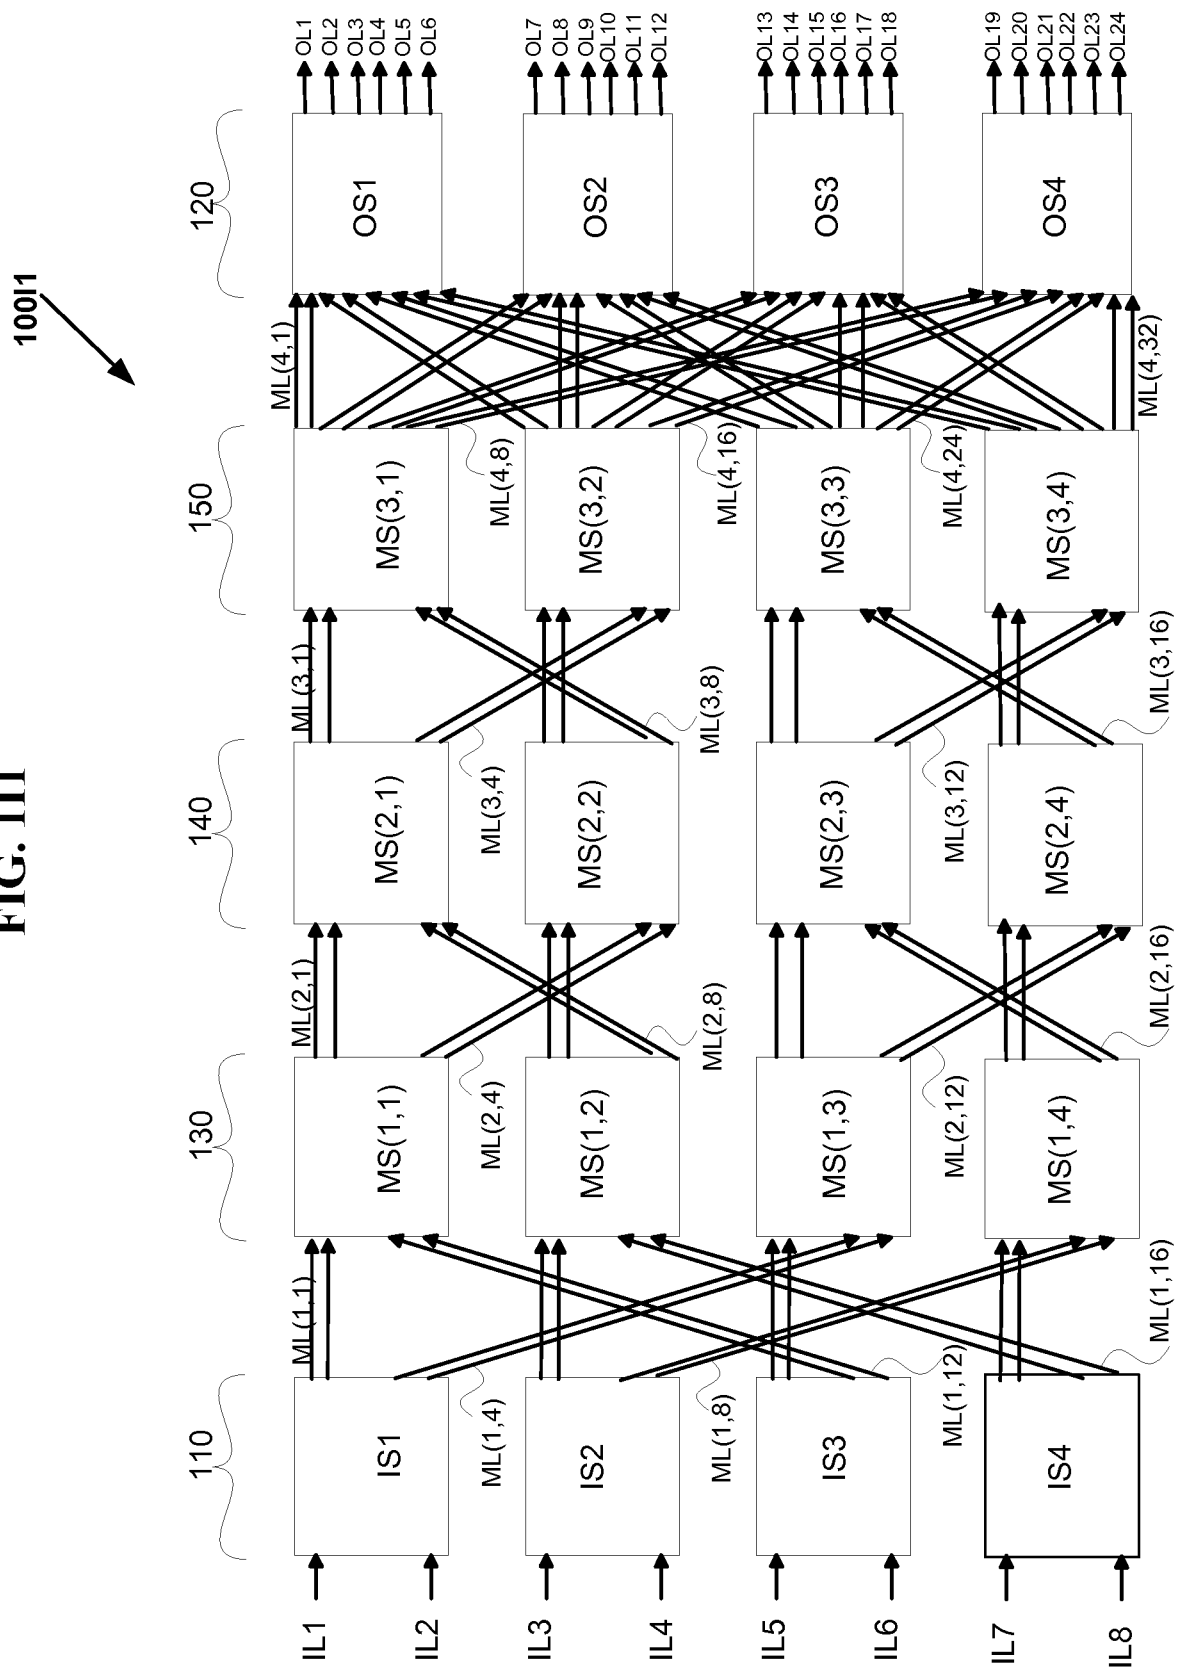 FIG. 1I1
100I1
110
130
140
150
120
IL1
IL2
IL3
IL4
IL5
IL6
IL7
IL8
IS1
IS2
IS3
IS4
ML(1,1)
ML(1,4)
ML(1,8)
ML(1,12)
ML(1,16)
MS(1,1)
MS(1,2)
MS(1,3)
MS(1,4)
ML(2,1)
ML(2,4)
ML(2,8)
ML(2,12)
ML(2,16)
MS(2,1)
MS(2,2)
MS(2,3)
MS(2,4)
ML(3,1)
ML(3,4)
ML(3,8)
ML(3,12)
ML(3,16)
MS(3,1)
MS(3,2)
MS(3,3)
MS(3,4)
ML(4,1)
ML(4,8)
ML(4,16)
ML(4,24)
ML(4,32)
OS1
OS2
OS3
OS4
OL1
OL2
OL3
OL4
OL5
OL6
OL7
OL8
OL9
OL10
OL11
OL12
OL13
OL14
OL15
OL16
OL17
OL18
OL19
OL20
OL21
OL22
OL23
OL24